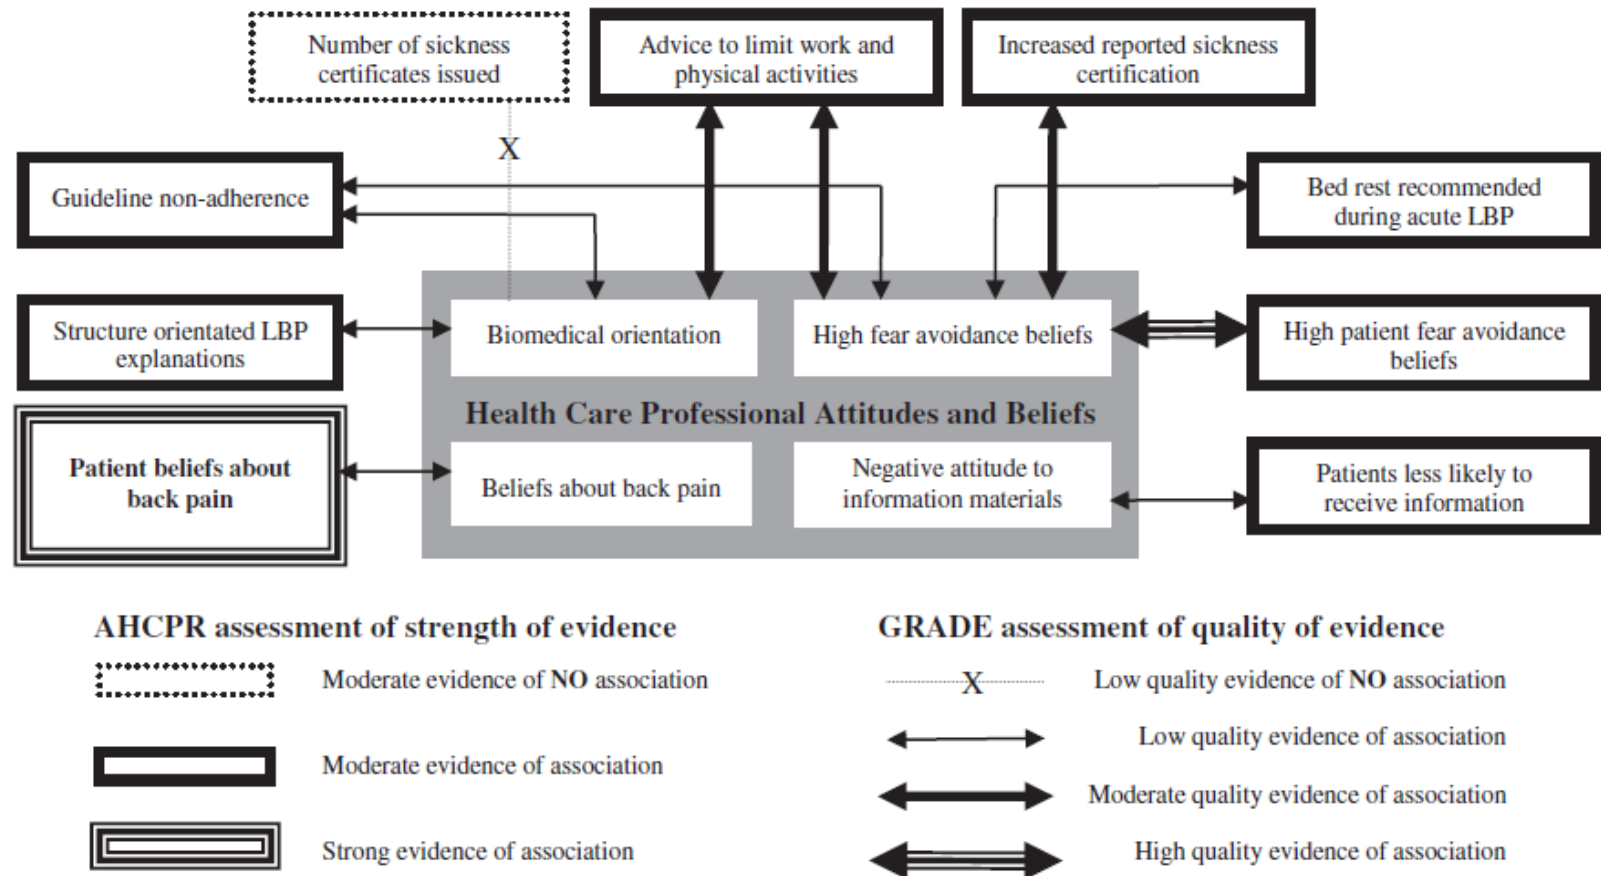 Number of sickness
certificates issued
Advice to limit work and
physical activities
Increased reported sickness
certification
X
Guideline non-adherence
Bed rest recommended
during acute LBP
Structure orientated LBP
explanations
Biomedical orientation
High fear avoidance beliefs
High patient fear avoidance
beliefs
Health Care Professional Attitudes and Beliefs
Patient beliefs about
back pain
Beliefs about back pain
Negative attitude to
information materials
Patients less likely to
receive information
AHCPR assessment of strength of evidence
Moderate evidence of NO association
Moderate evidence of association
Strong evidence of association
GRADE assessment of quality of evidence
X
Low quality evidence of NO association
Low quality evidence of association
Moderate quality evidence of association
High quality evidence of association